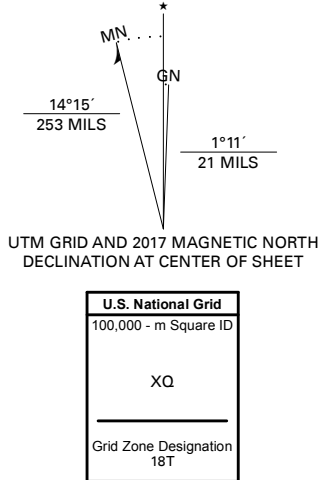 ★
MN
GN
14°15´
253 MILS
1°11´
21 MILS
UTM GRID AND 2017 MAGNETIC NORTH
DECLINATION AT CENTER OF SHEET
U.S. National Grid
100,000 - m Square ID
XQ
Grid Zone Designation
18T